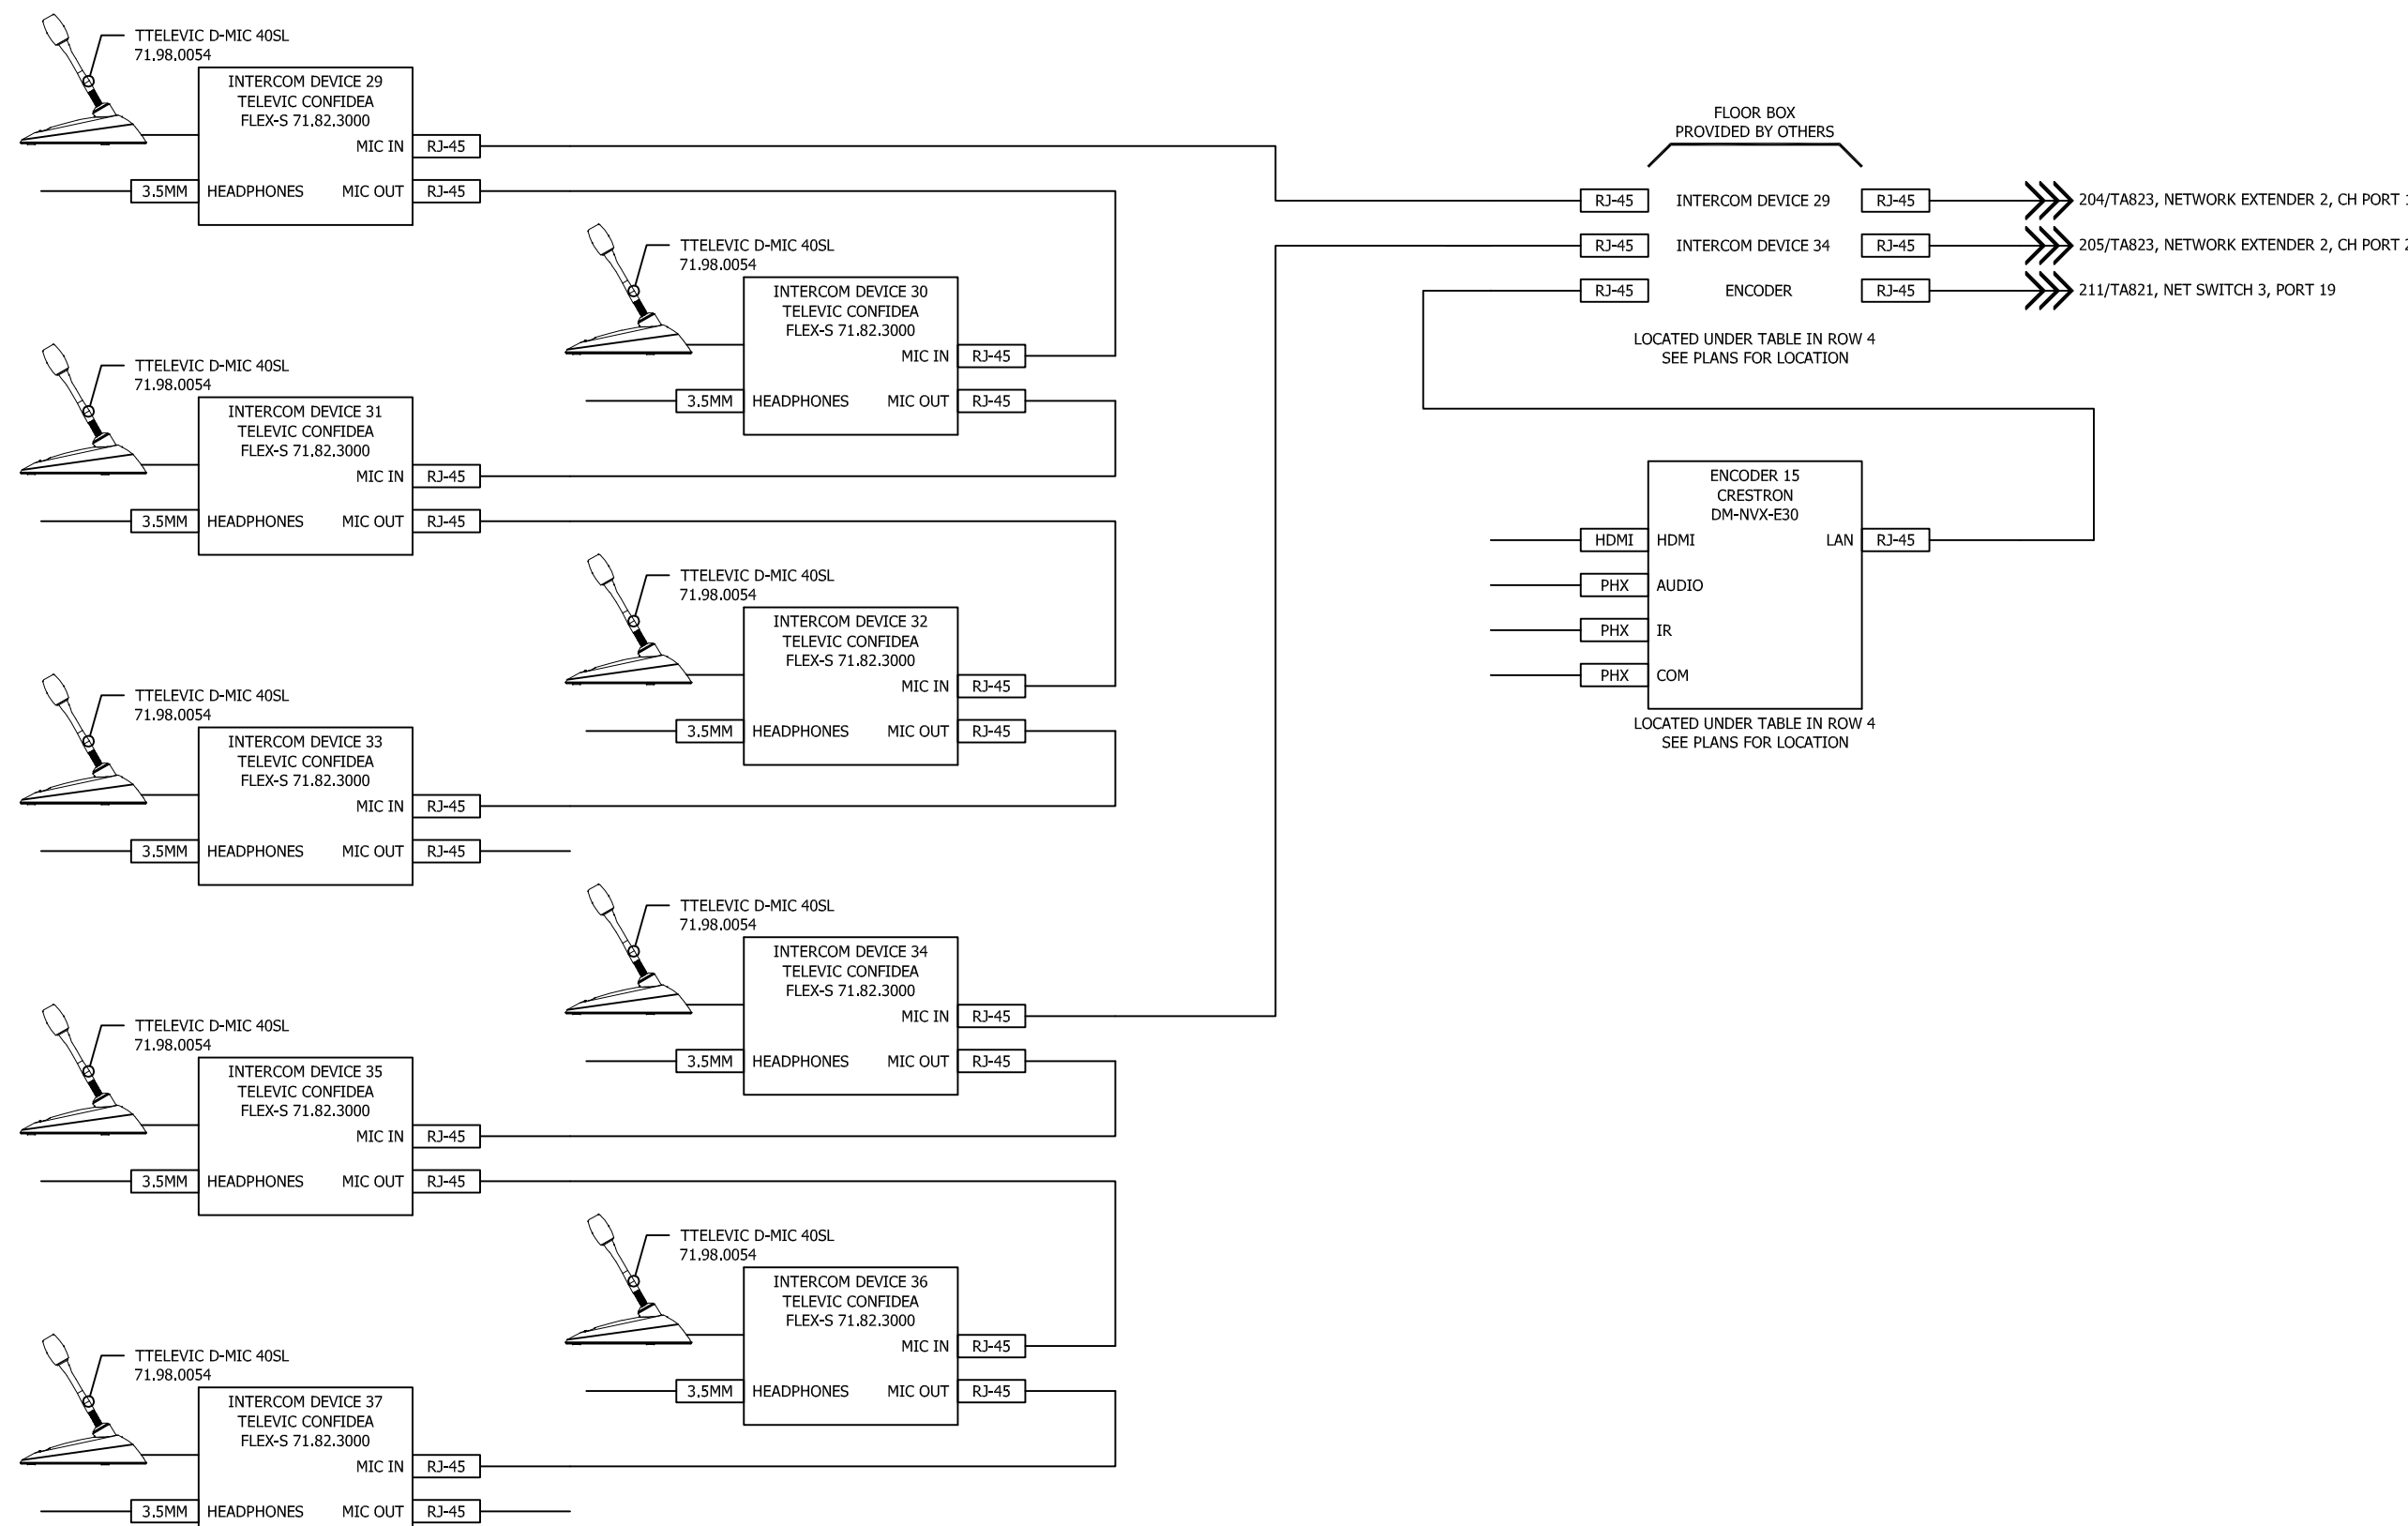 TTELEVIC D-MIC 40SL
71.98.0054
INTERCOM DEVICE 29
TELEVIC CONFIDEA
FLEX-S 71.82.3000
MIC IN
RJ-45
3.5MM
HEADPHONES
MIC OUT
RJ-45
TTELEVIC D-MIC 40SL
71.98.0054
INTERCOM DEVICE 30
TELEVIC CONFIDEA
FLEX-S 71.82.3000
MIC IN
RJ-45
3.5MM
HEADPHONES
MIC OUT
RJ-45
TTELEVIC D-MIC 40SL
71.98.0054
INTERCOM DEVICE 31
TELEVIC CONFIDEA
FLEX-S 71.82.3000
MIC IN
RJ-45
3.5MM
HEADPHONES
MIC OUT
RJ-45
TTELEVIC D-MIC 40SL
71.98.0054
INTERCOM DEVICE 32
TELEVIC CONFIDEA
FLEX-S 71.82.3000
MIC IN
RJ-45
3.5MM
HEADPHONES
MIC OUT
RJ-45
TTELEVIC D-MIC 40SL
71.98.0054
INTERCOM DEVICE 33
TELEVIC CONFIDEA
FLEX-S 71.82.3000
MIC IN
RJ-45
3.5MM
HEADPHONES
MIC OUT
RJ-45
TTELEVIC D-MIC 40SL
71.98.0054
INTERCOM DEVICE 34
TELEVIC CONFIDEA
FLEX-S 71.82.3000
MIC IN
RJ-45
3.5MM
HEADPHONES
MIC OUT
RJ-45
TTELEVIC D-MIC 40SL
71.98.0054
INTERCOM DEVICE 35
TELEVIC CONFIDEA
FLEX-S 71.82.3000
MIC IN
RJ-45
3.5MM
HEADPHONES
MIC OUT
RJ-45
TTELEVIC D-MIC 40SL
71.98.0054
INTERCOM DEVICE 36
TELEVIC CONFIDEA
FLEX-S 71.82.3000
MIC IN
RJ-45
3.5MM
HEADPHONES
MIC OUT
RJ-45
TTELEVIC D-MIC 40SL
71.98.0054
INTERCOM DEVICE 37
TELEVIC CONFIDEA
FLEX-S 71.82.3000
MIC IN
RJ-45
3.5MM
HEADPHONES
MIC OUT
RJ-45
FLOOR BOX
PROVIDED BY OTHERS
RJ-45 INTERCOM DEVICE 29 RJ-45 204/TA823, NETWORK EXTENDER 2, CH PORT
RJ-45 INTERCOM DEVICE 34 RJ-45 205/TA823, NETWORK EXTENDER 2, CH PORT
RJ-45 ENCODER RJ-45 211/TA821, NET SWITCH 3, PORT 19
LOCATED UNDER TABLE IN ROW 4
SEE PLANS FOR LOCATION
ENCODER 15
CRESTRON
DM-NVX-E30
HDMI HDMI LAN RJ-45
PHX AUDIO
PHX IR
PHX COM
LOCATED UNDER TABLE IN ROW 4
SEE PLANS FOR LOCATION